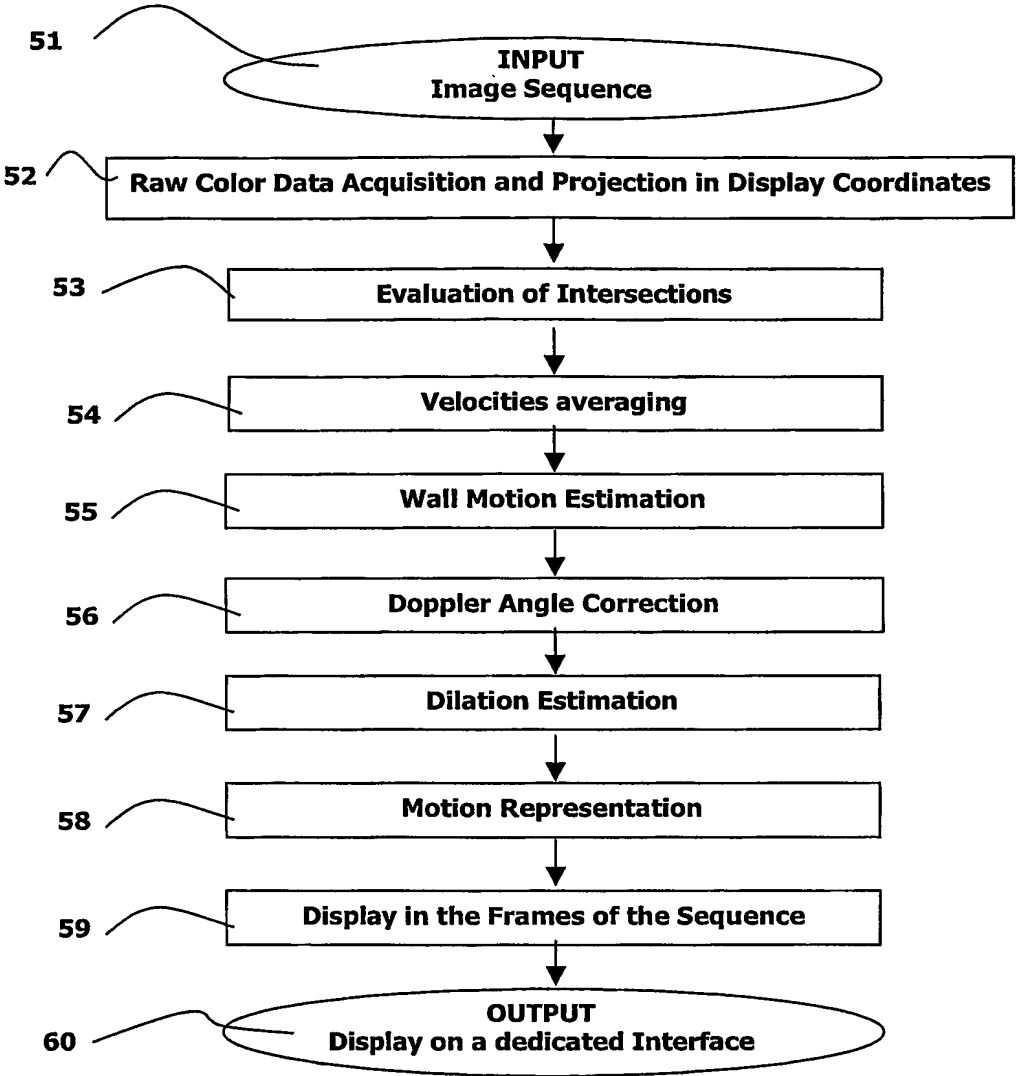 51
INPUT
Image Sequence
52
Raw Color Data Acquisition and Projection in Display Coordinates
53
Evaluation of Intersections
54
Velocities averaging
55
Wall Motion Estimation
56
Doppler Angle Correction
57
Dilation Estimation
58
Motion Representation
59
Display in the Frames of the Sequence
60
OUTPUT
Display on a dedicated Interface